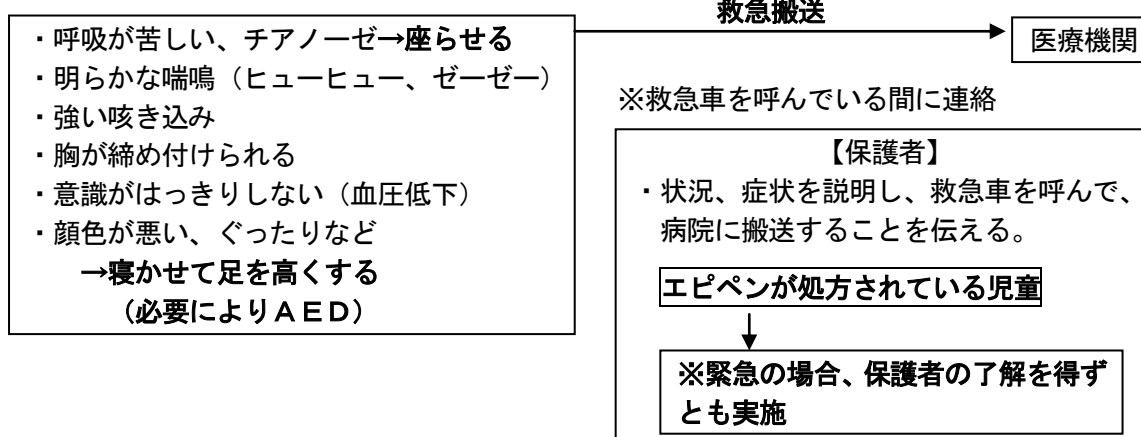 救急搬送
・呼吸が苦しい、チアノーゼ→座らせる
・明らかな喘鳴（ヒューヒュー、ゼーゼー）
・強い咳き込み
・胸が締め付けられる
・意識がはっきりしない（血圧低下）
・顔色が悪い、ぐったりなど
→寝かせて足を高くする
（必要によりＡＥＤ）
医療機関
※救急車を呼んでいる間に連絡
【保護者】
・状況、症状を説明し、救急車を呼んで、
病院に搬送することを伝える。
エピペンが処方されている児童
※緊急の場合、保護者の了解を得ず
とも実施